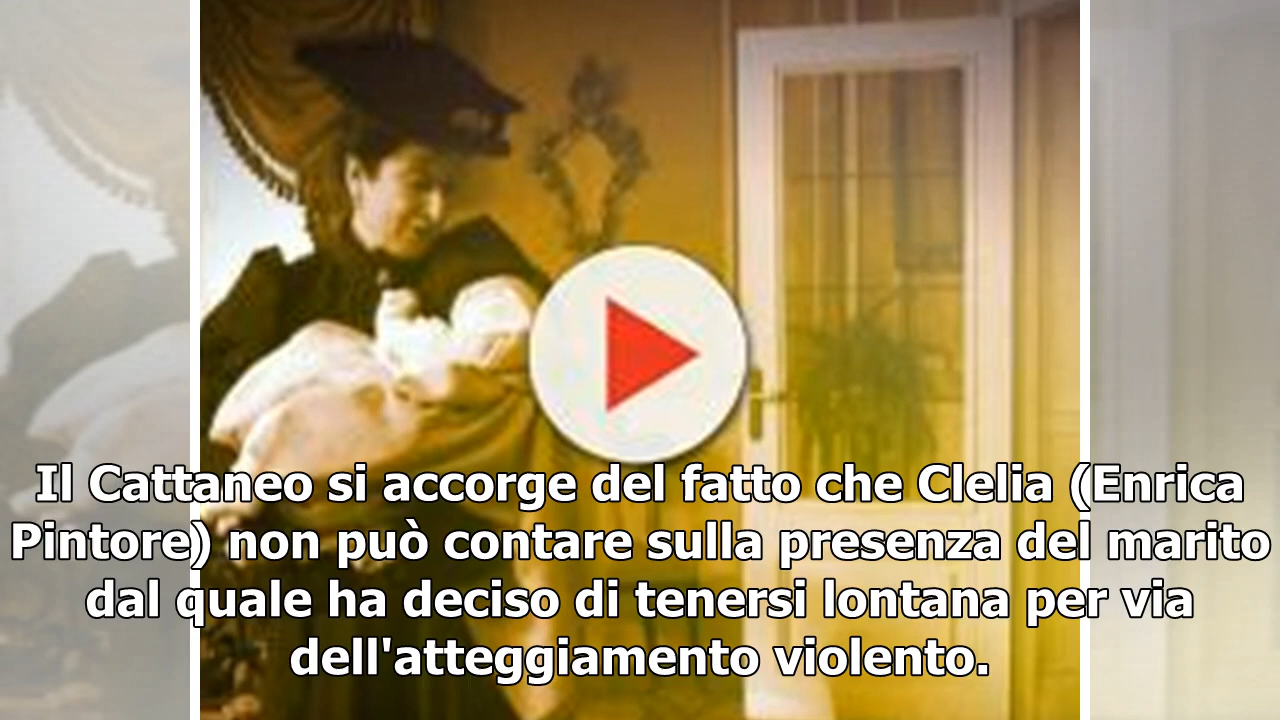 Il Cattaneo si accorge del fatto che Clelia (Enrica
Pintore) non può contare sulla presenza del marito
dal quale ha deciso di tenersi lontana per via
dell'atteggiamento violento.